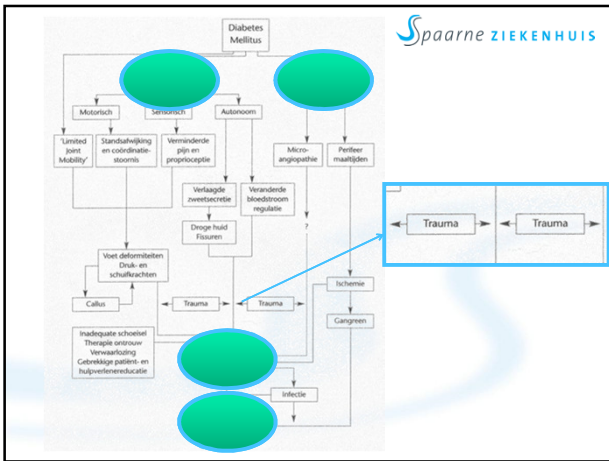 Spaarne ZIEKENHUIS
Diabetes
Mellitus
Motorisch
Sensorisch
Autonoom
'Limited
Joint
Mobility'
Standsafwijking
en coördinatie-
stoornis
Verminderde
pijn en
proprioceptie
Micro-
angiopathie
Perifeer
maaltijden
Verlaagde
zweetsecretie
Veranderde
bloedstroom
regulatie
Droge huid
Fissuren
?
Trauma
Trauma
Voet deformiteiten
Druk- en
schuifkrachten
Callus
Trauma
Trauma
Ischemie
Gangreen
Inadequate schoeisel
Therapie ontrouw
Verwaarlozing
Gebrekkige patiënt- en
hulpverlenereducatie
Infectie